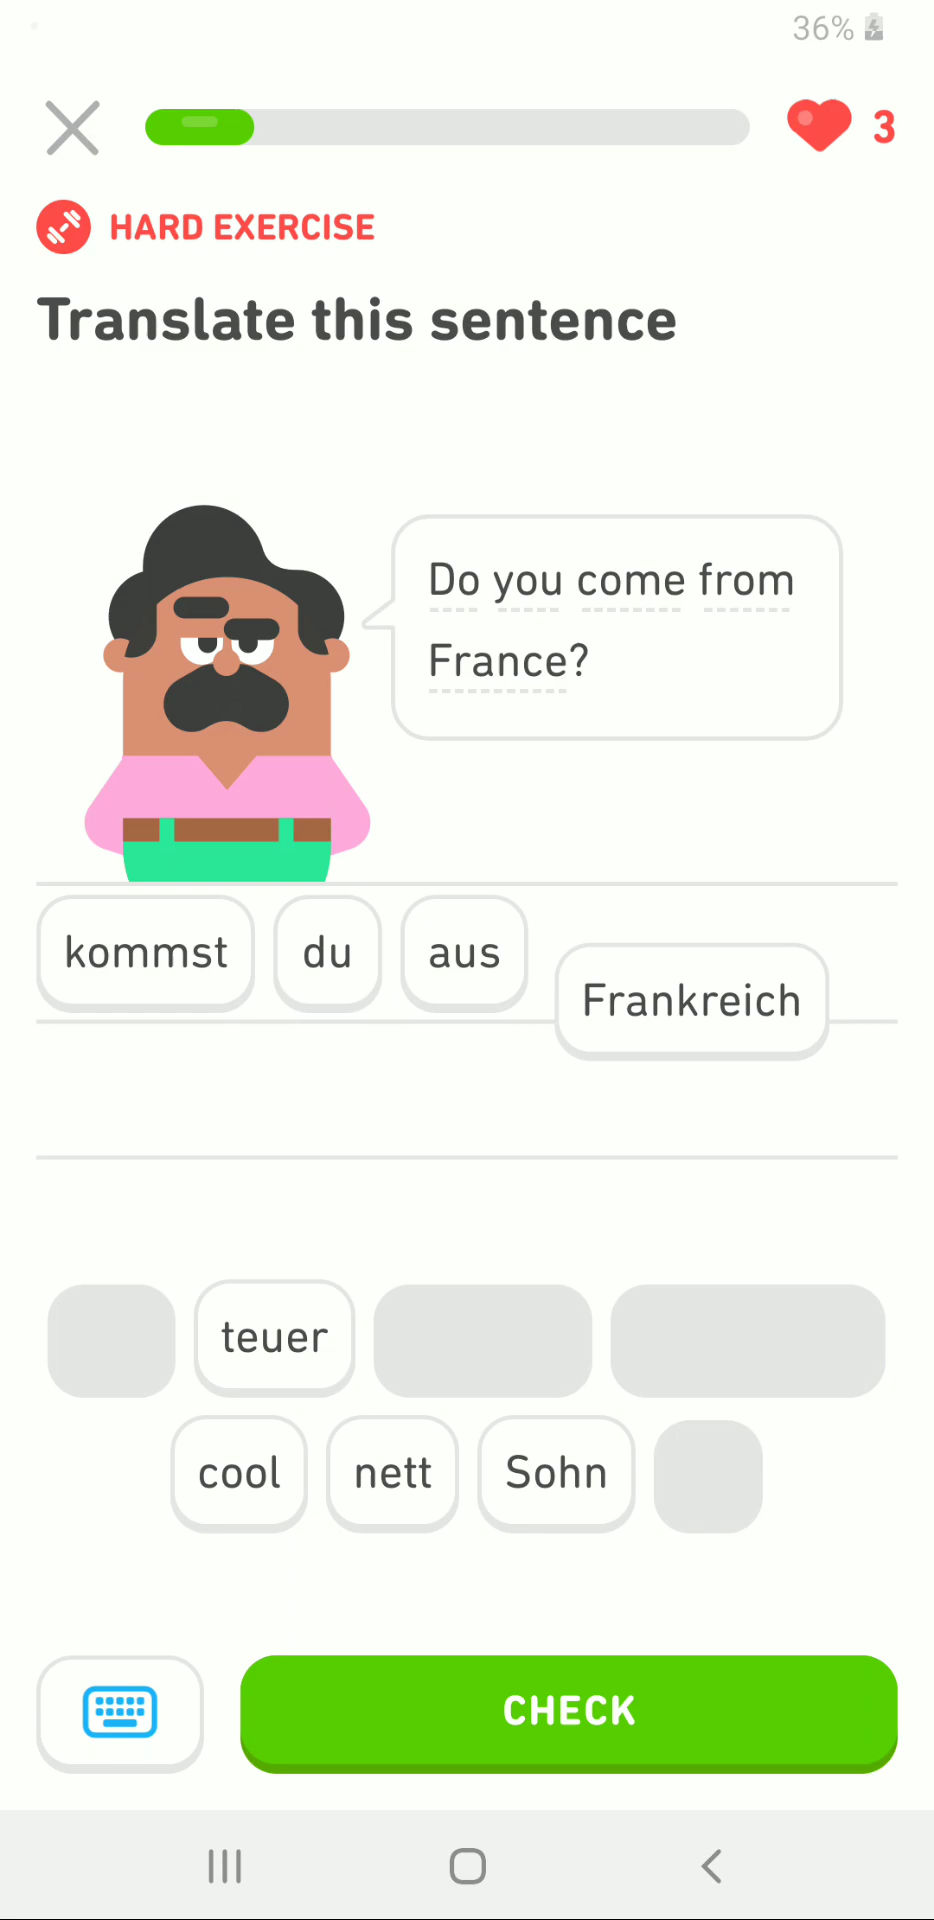 36%
3
HARD EXERCISE
Translate this sentence
Do you come from
France?
kommst du aus Frankreich
teuer
cool nett Sohn
CHECK